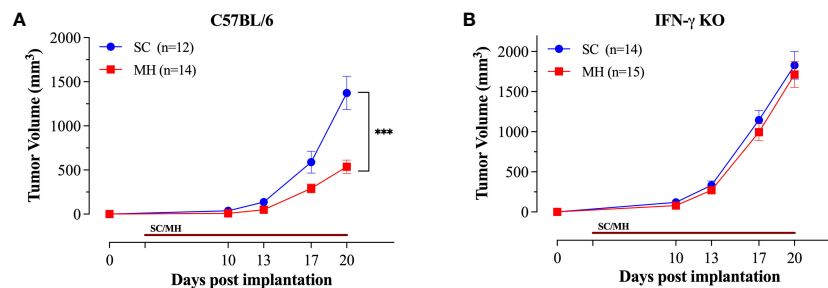 A
C57BL/6
SC (n=12)
MH (n=14)
Tumor Volume (mm³)
2000
1500
1000
500
0
***
SC/MH
0 10 13 17 20
Days post implantation
B
IFN-γ KO
SC (n=14)
MH (n=15)
Tumor Volume (mm³)
2000
1500
1000
500
0
SC/MH
0 10 13 17 20
Days post implantation